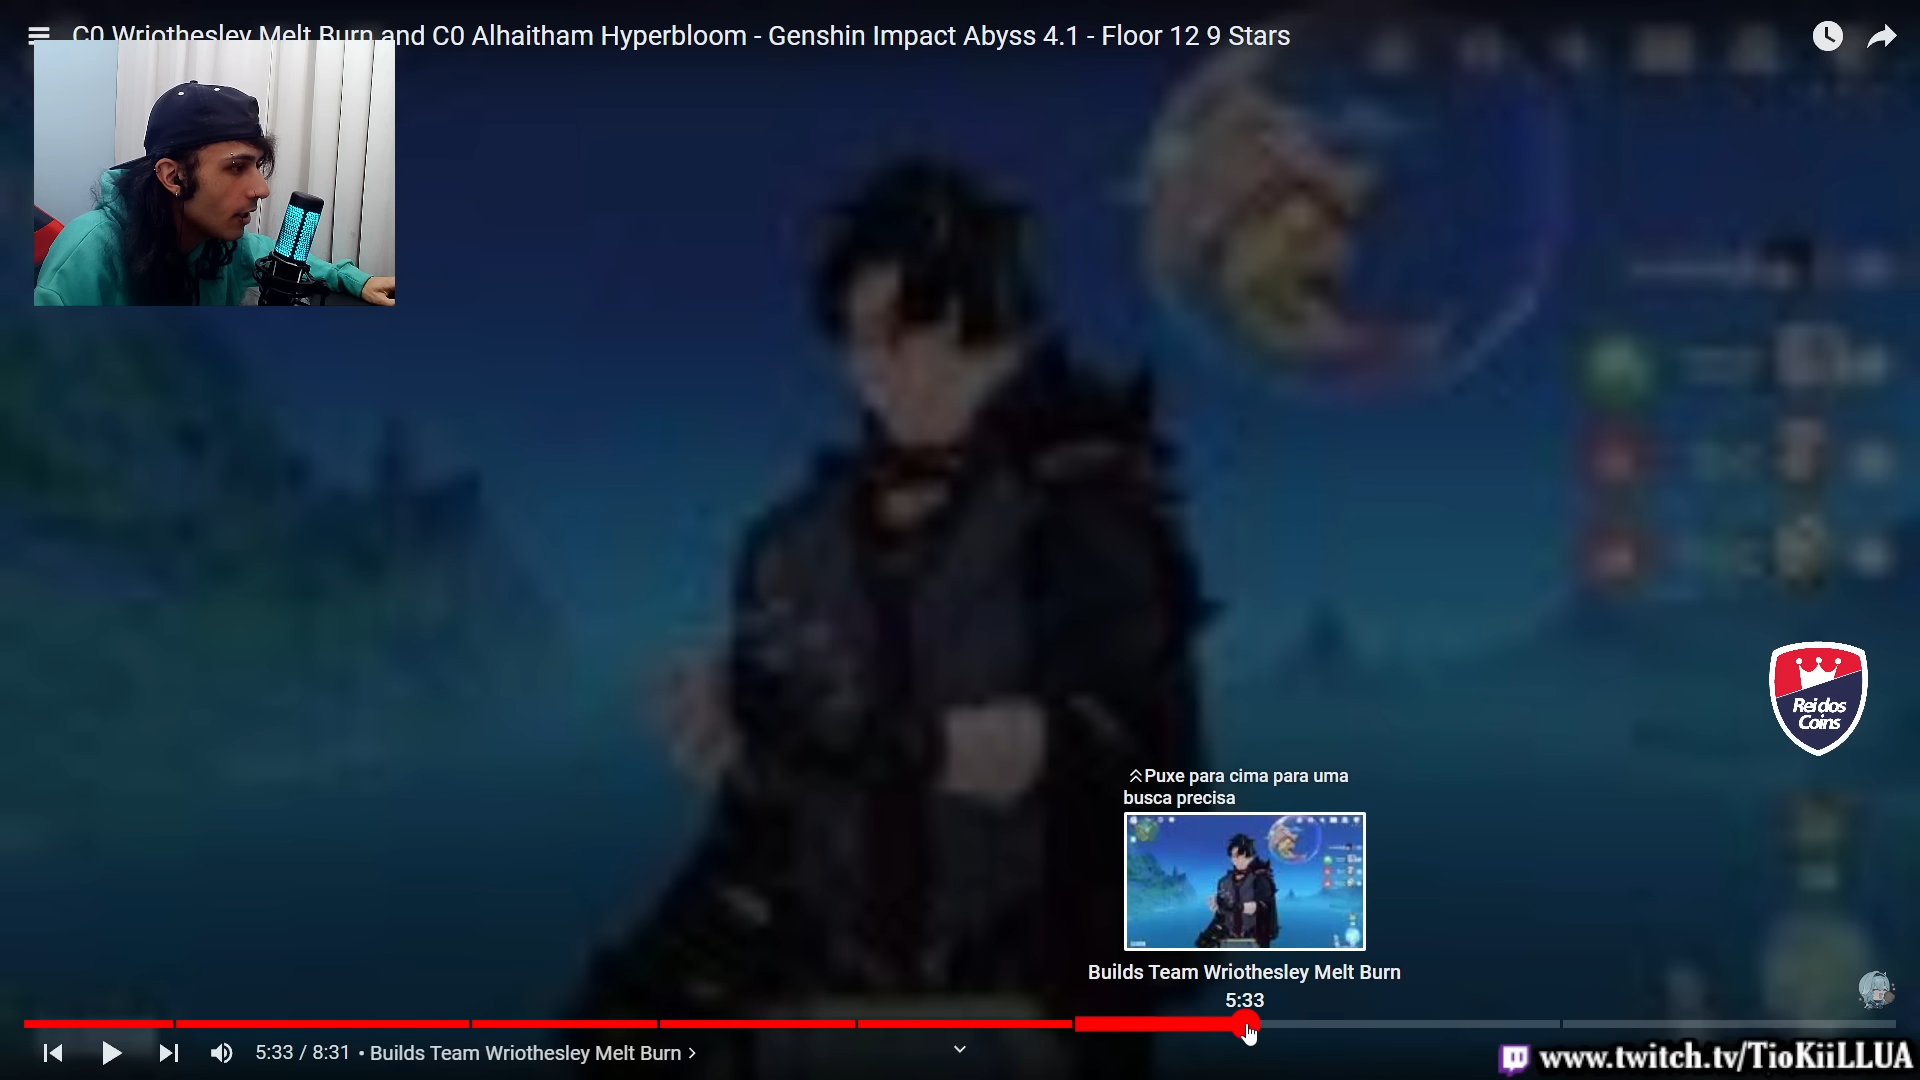 C0 Wriothesley Melt Burn and C0 Alhaitham Hyperbloom - Genshin Impact Abyss 4.1 - Floor 12 9 Stars
Rei dos
Coins
Puxe para cima para uma
busca precisa
Builds Team Wriothesley Melt Burn
5:33
5:33 / 8:31 • Builds Team Wriothesley Melt Burn >
www.twitch.tv/TioKiiLLUA